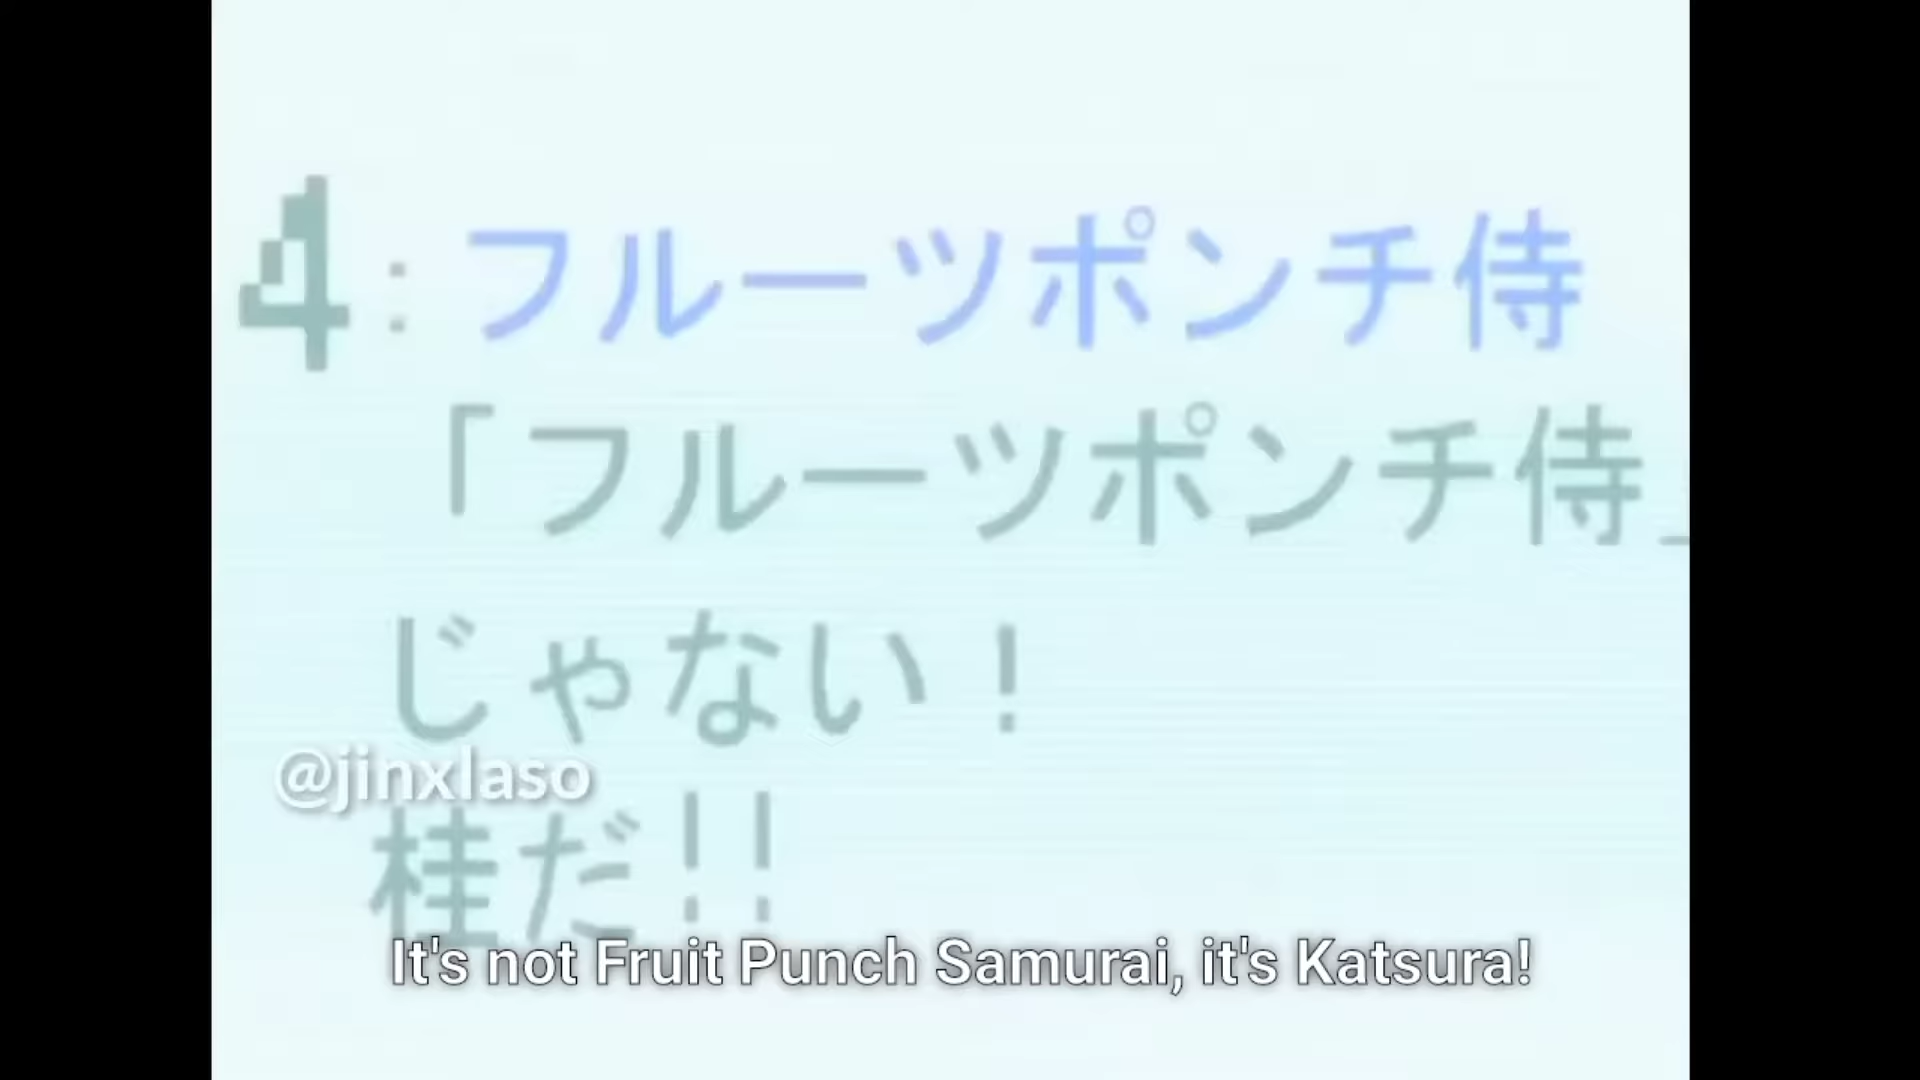 4:フルーツポンチ侍
「フルーツポンチ侍」
じゃない!
@jinxlaso
桂だ!!
It's not Fruit Punch Samurai, it's Katsura!